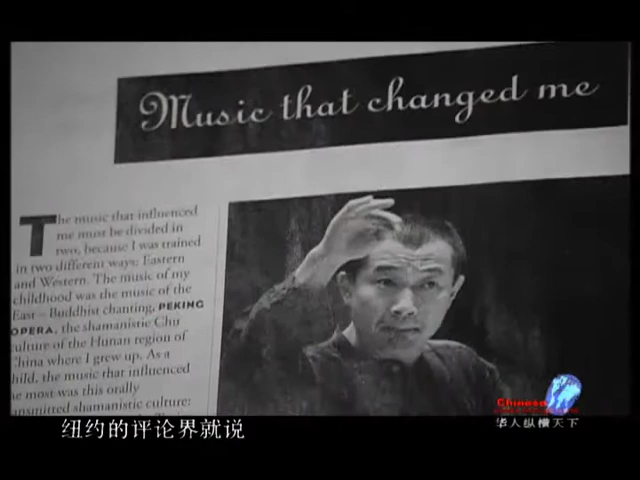 Music that changed me
The music that influenced
me must be divided in
two, because I was trained
in two different ways: Eastern
and Western. The music of my
childhood was the music of the
East – Buddhist chanting, PEKING
OPERA, the shamanistic Chu
culture of the Hunan region of
China where I grew up. As a
child, the music that influenced
me most was this orally
transmitted shamanistic culture:
纽约的评论界就说
Chinese
华人纵横天下